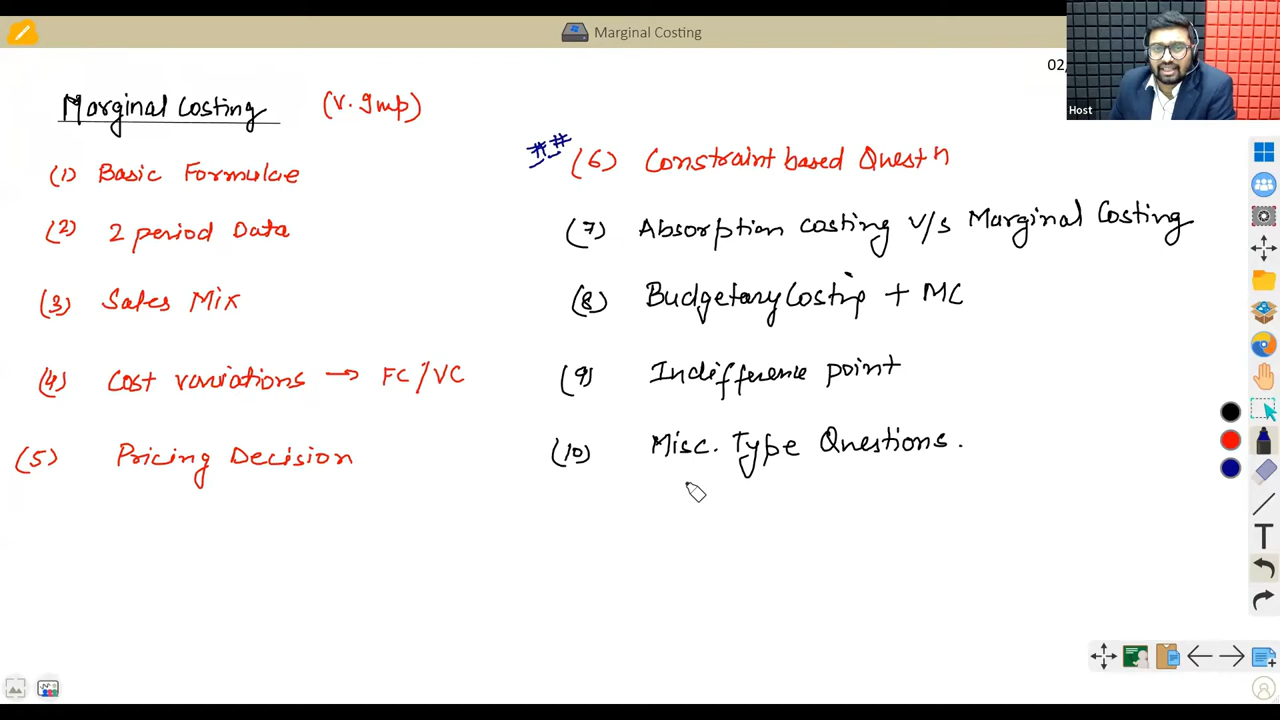 Marginal Costing
02/
Host
Marginal Costing (V. Imp)
(1) Basic Formulae
(2) 2 period Data
(3) Sales Mix
(4) Cost variations → FC/VC
(5) Pricing Decision
## (6) Constraint based Questn
(7) Absorption costing v/s Marginal Costing
(8) Budgetary Costing + MC
(9) Indifference point
(10) Misc. Type Questions.
T